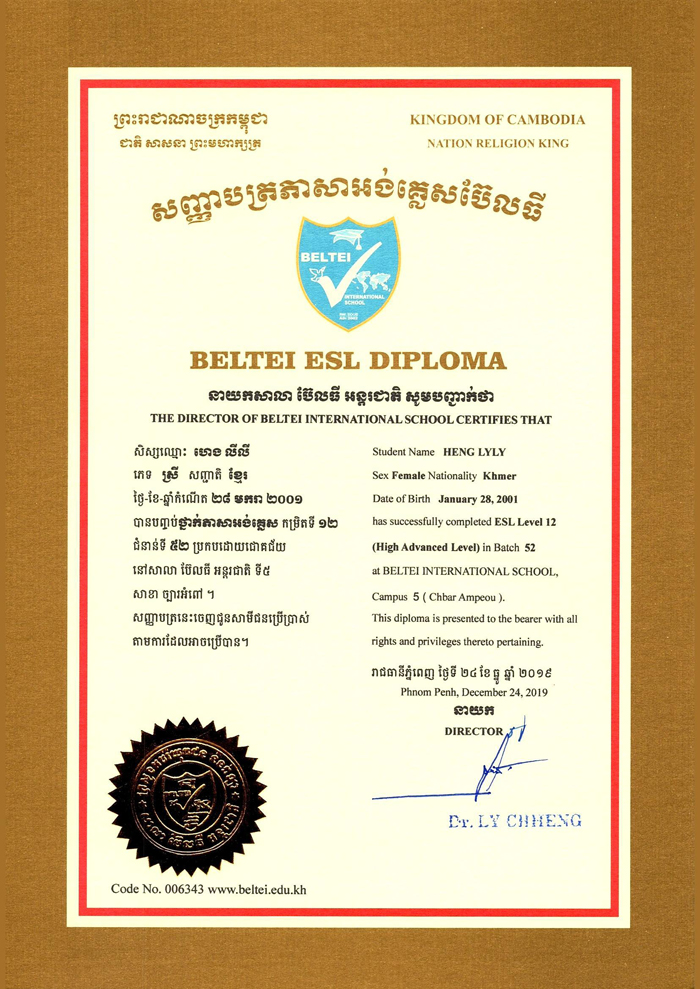 ព្រះរាជាណាចក្រកម្ពុជា
ជាតិ សាសនា ព្រះមហាក្សត្រ
KINGDOM OF CAMBODIA
NATION RELIGION KING
សញ្ញាបត្រភាសាអង់គ្លេសប៊ែលធី
BELTEI
INTERNATIONAL
SCHOOL
BELTEI ESL DIPLOMA
នាយកសាលា ប៊ែលធី អន្តរជាតិ សូមបញ្ជាក់ថា
THE DIRECTOR OF BELTEI INTERNATIONAL SCHOOL CERTIFIES THAT
សិស្សឈ្មោះ ហេង លីលី
ភេទ ស្រី សញ្ជាតិ ខ្មែរ
ថ្ងៃ-ខែ-ឆ្នាំកំណើត ២៨ មករា ២០០១
បានបញ្ចប់ថ្នាក់ភាសាអង់គ្លេស កម្រិតទី ១២
ជំនាន់ទី ៥២ ប្រកបដោយជោគជ័យ
នៅសាលា ប៊ែលធី អន្តរជាតិ ទី៥
សាខា ច្បារអំពៅ ។
សញ្ញាបត្រនេះចេញជូនសាមីជនប្រើប្រាស់
តាមការដែលអាចប្រើបាន។
Student Name HENG LYLY
Sex Female Nationality Khmer
Date of Birth January 28, 2001
has successfully completed ESL Level 12
(High Advanced Level) in Batch 52
at BELTEI INTERNATIONAL SCHOOL,
Campus 5 ( Chbar Ampeou ).
This diploma is presented to the bearer with all
rights and privileges thereto pertaining.
រាជធានីភ្នំពេញ ថ្ងៃទី ២៤ ខែ ធ្នូ ឆ្នាំ ២០១៩
Phnom Penh, December 24, 2019
នាយក
DIRECTOR
Dr. LY CHHENG
Code No. 006343 www.beltei.edu.kh